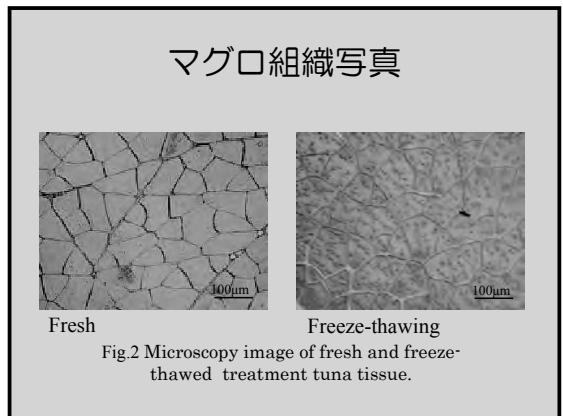 マグロ組織写真
100μm
100μm
Fresh
Freeze-thawing
Fig.2 Microscopy image of fresh and freeze-
thawed treatment tuna tissue.